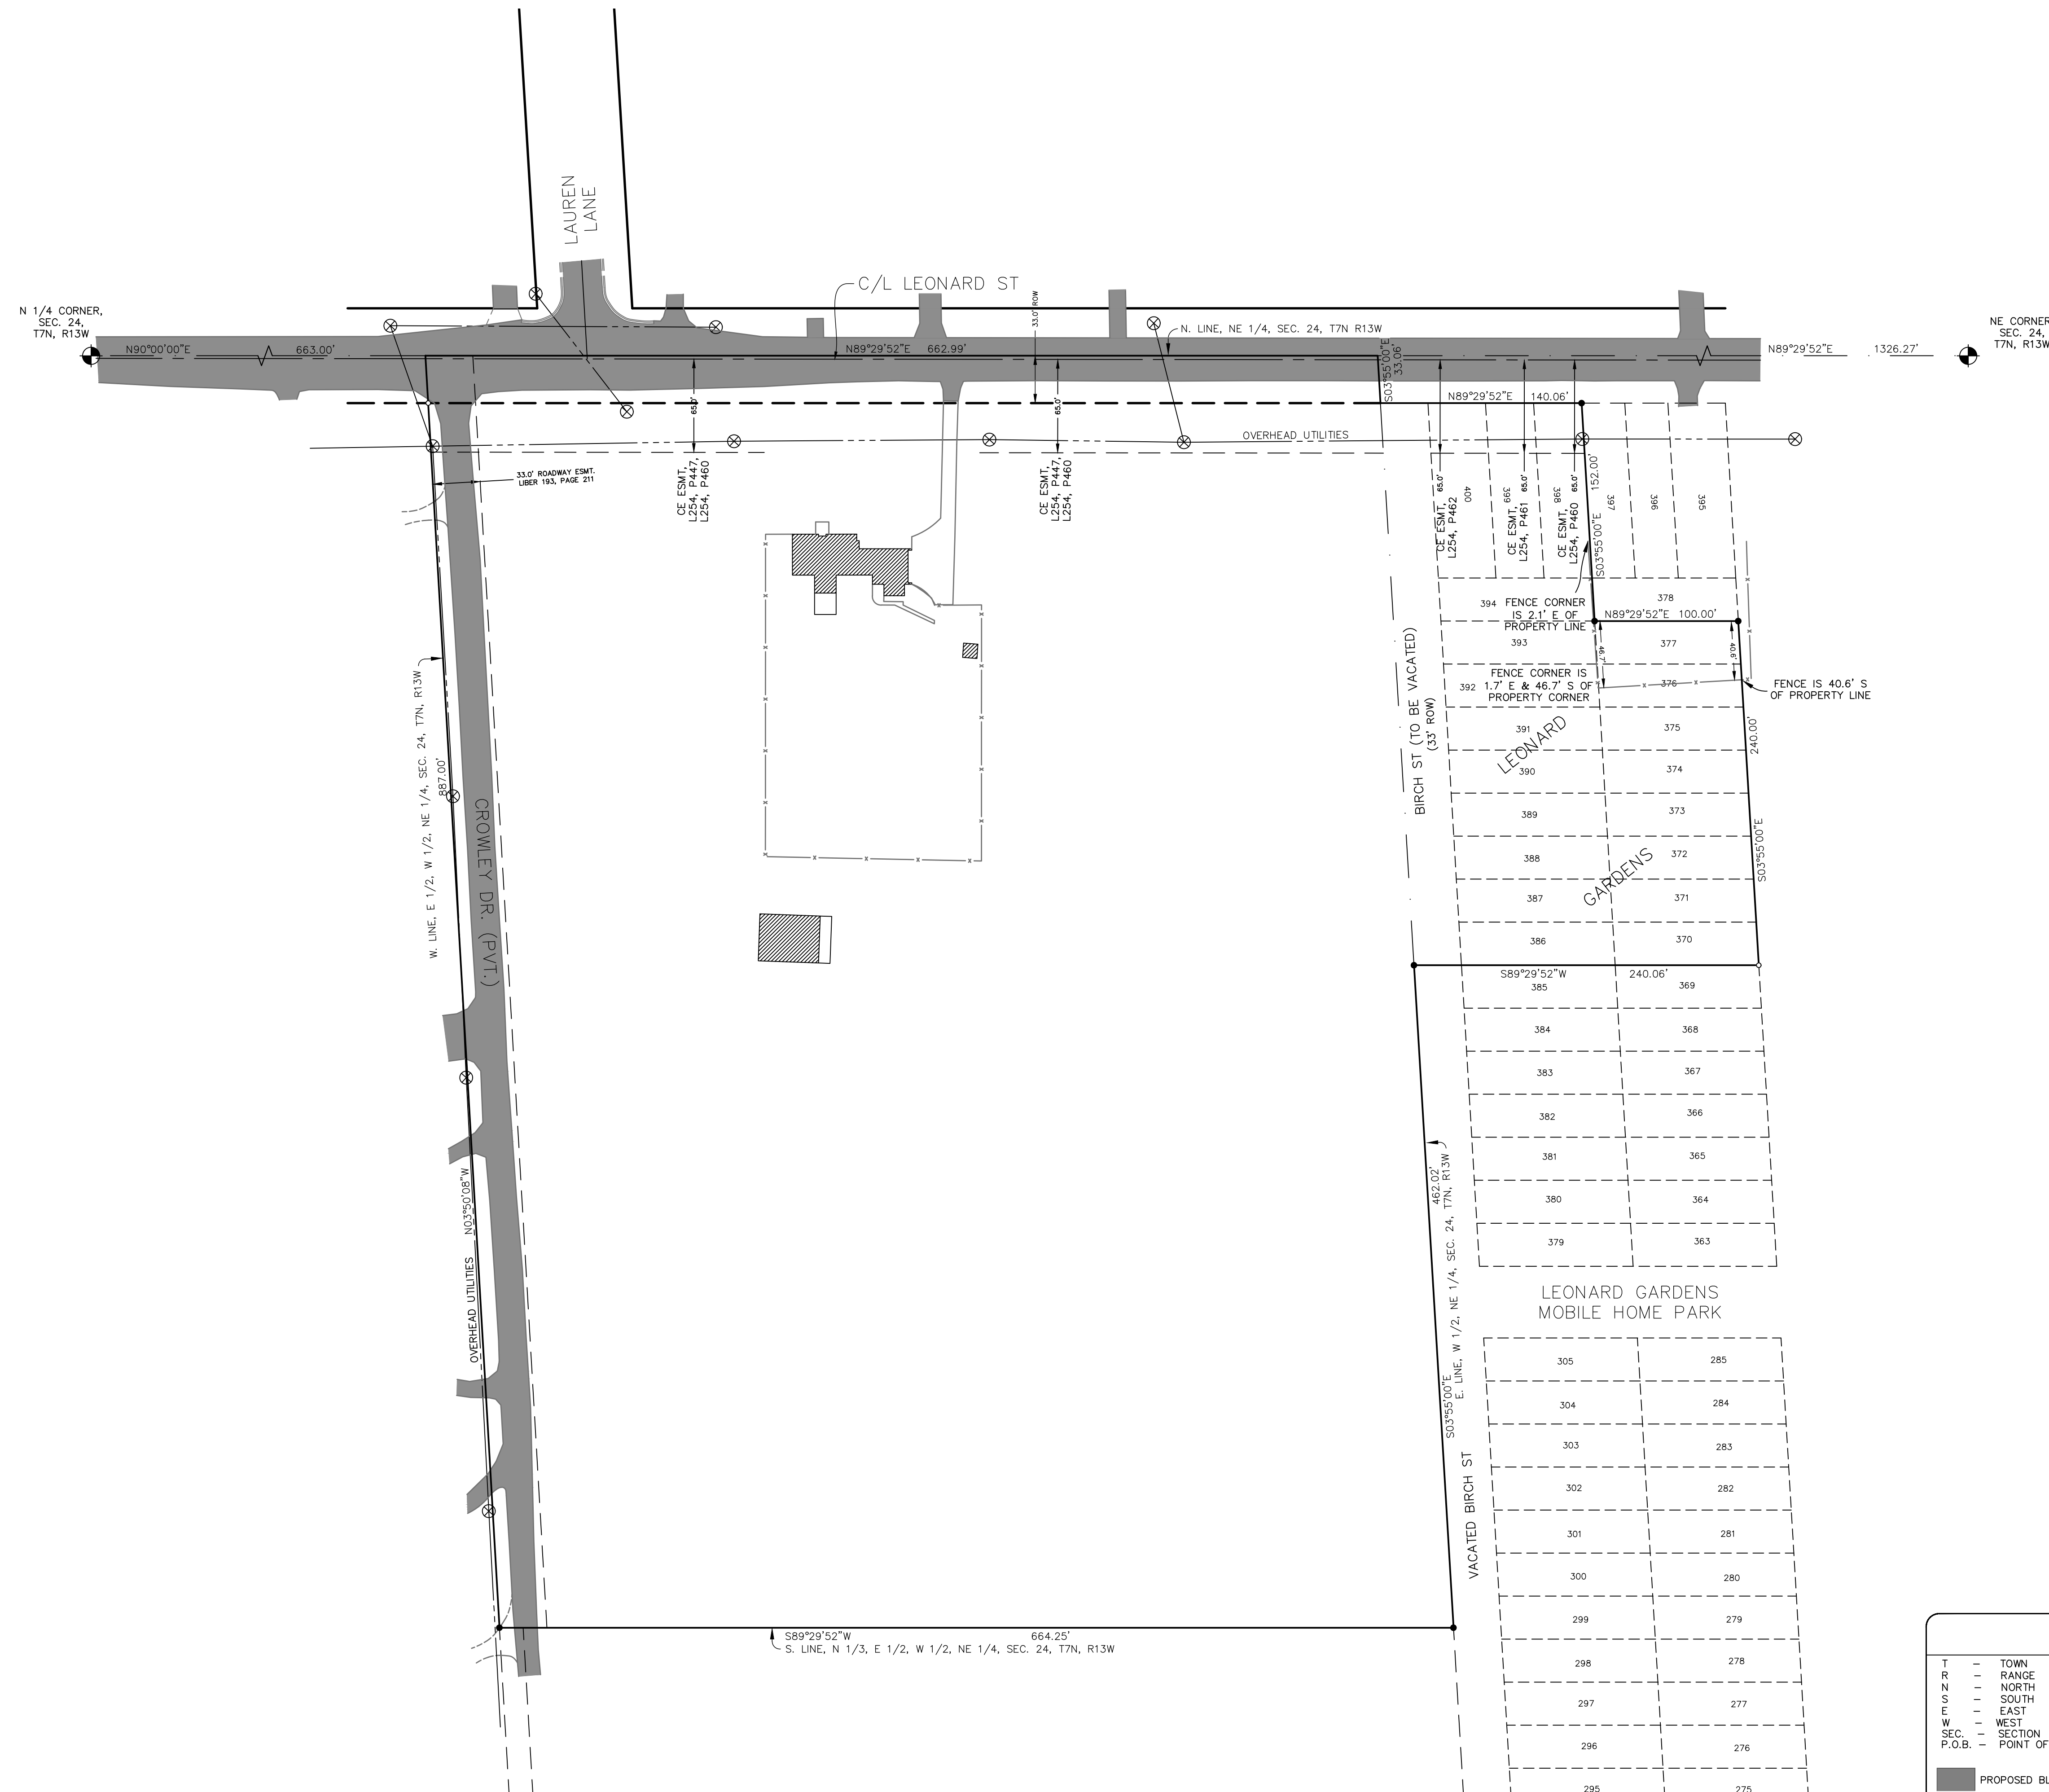 LAUREN
LANE
C/L LEONARD ST
N 1/4 CORNER,
SEC. 24,
T7N, R13W
NE CORNER
SEC. 24,
T7N, R13W
33.0' ROW
N. LINE, NE 1/4, SEC. 24, T7N R13W
N90°00'00"E 663.00'
N89°29'52"E 662.99'
N89°29'52"E 1326.27'
S03°55'00"E
33.06'
N89°29'52"E 140.06'
65.0'
65.0'
OVERHEAD UTILITIES
33.0' ROADWAY ESMT.
LIBER 193, PAGE 211
CE ESMT,
L254, P447,
L254, P460
CE ESMT,
L254, P447,
L254, P460
65.0'
CE ESMT,
L254, P462
65.0'
CE ESMT,
L254, P461
65.0'
CE ESMT,
L254, P460
400
399
398
397
396
395
152.00'
S03°55'00"E
394
378
FENCE CORNER
IS 2.1' E OF
PROPERTY LINE
N89°29'52"E 100.00'
393
377
46.7'
40.6'
392
376
FENCE CORNER IS
1.7' E & 46.7' S OF
PROPERTY CORNER
FENCE IS 40.6' S
OF PROPERTY LINE
BIRCH ST (TO BE VACATED)
(33' ROW)
LEONARD
GARDENS
391
375
390
374
389
373
388
372
387
371
386
370
240.00'
S03°55'00"E
S89°29'52"W 240.06'
385
369
384
368
383
367
382
366
381
365
380
364
379
363
W. LINE, E 1/2, W 1/2, NE 1/4, SEC. 24, T7N, R13W
887.00'
CROWLEY DR. (PVT.)
OVERHEAD UTILITIES N03°50'08"W
462.02'
S03°55'00"E
E. LINE, W 1/2, NE 1/4, SEC. 24, T7N, R13W
LEONARD GARDENS
MOBILE HOME PARK
VACATED BIRCH ST
305
285
304
284
303
283
302
282
301
281
300
280
299
279
298
278
297
277
296
276
295
275
S89°29'52"W 664.25'
S. LINE, N 1/3, E 1/2, W 1/2, NE 1/4, SEC. 24, T7N, R13W
T – TOWN
R – RANGE
N – NORTH
S – SOUTH
E – EAST
W – WEST
SEC. – SECTION
P.O.B. – POINT OF
PROPOSED